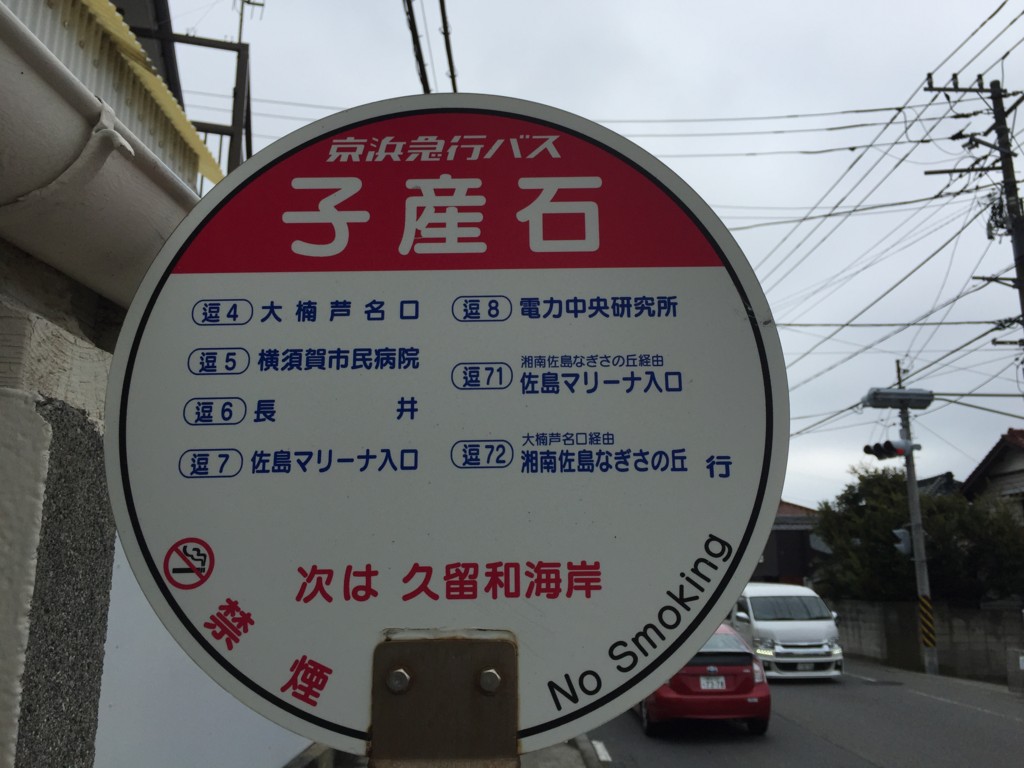 京浜急行バス
子産石
逗4 大楠芦名口
逗5 横須賀市民病院
逗6 長井
逗7 佐島マリーナ入口
逗8 電力中央研究所
湘南佐島なぎさの丘経由
逗71 佐島マリーナ入口
大楠芦名口経由
逗72 湘南佐島なぎさの丘 行
次は 久留和海岸
禁煙
No Smoking